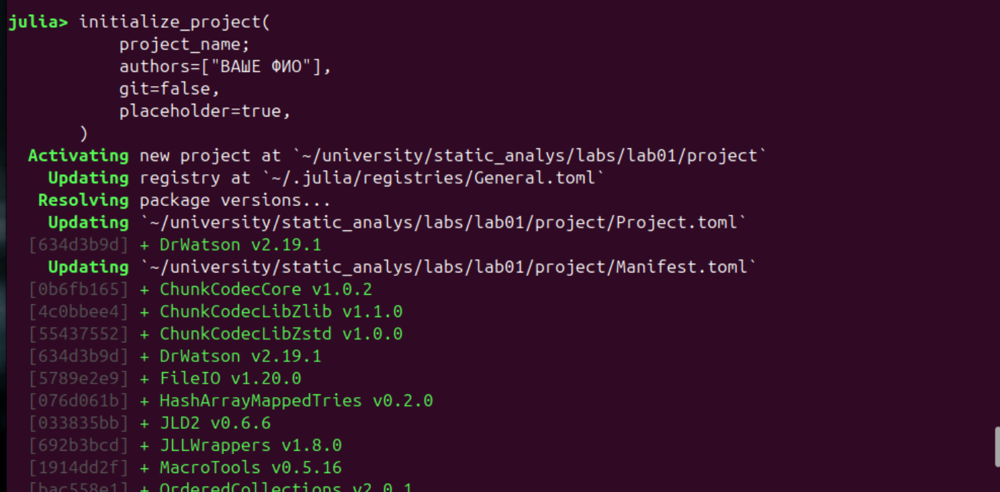 julia> initialize_project(
project_name;
authors=["ВАШЕ ФИО"],
git=false,
placeholder=true,
)
Activating new project at `~/university/static_analys/labs/lab01/project`
Updating registry at `~/.julia/registries/General.toml`
Resolving package versions...
Updating `~/university/static_analys/labs/lab01/project/Project.toml`
[634d3b9d] + DrWatson v2.19.1
Updating `~/university/static_analys/labs/lab01/project/Manifest.toml`
[0b6fb165] + ChunkCodecCore v1.0.2
[4c0bbee4] + ChunkCodecLibZlib v1.1.0
[55437552] + ChunkCodecLibZstd v1.0.0
[634d3b9d] + DrWatson v2.19.1
[5789e2e9] + FileIO v1.20.0
[076d061b] + HashArrayMappedTries v0.2.0
[033835bb] + JLD2 v0.6.6
[692b3bcd] + JLLWrappers v1.8.0
[1914dd2f] + MacroTools v0.5.16
[bac558e1] + OrderedCollections v2.0.1